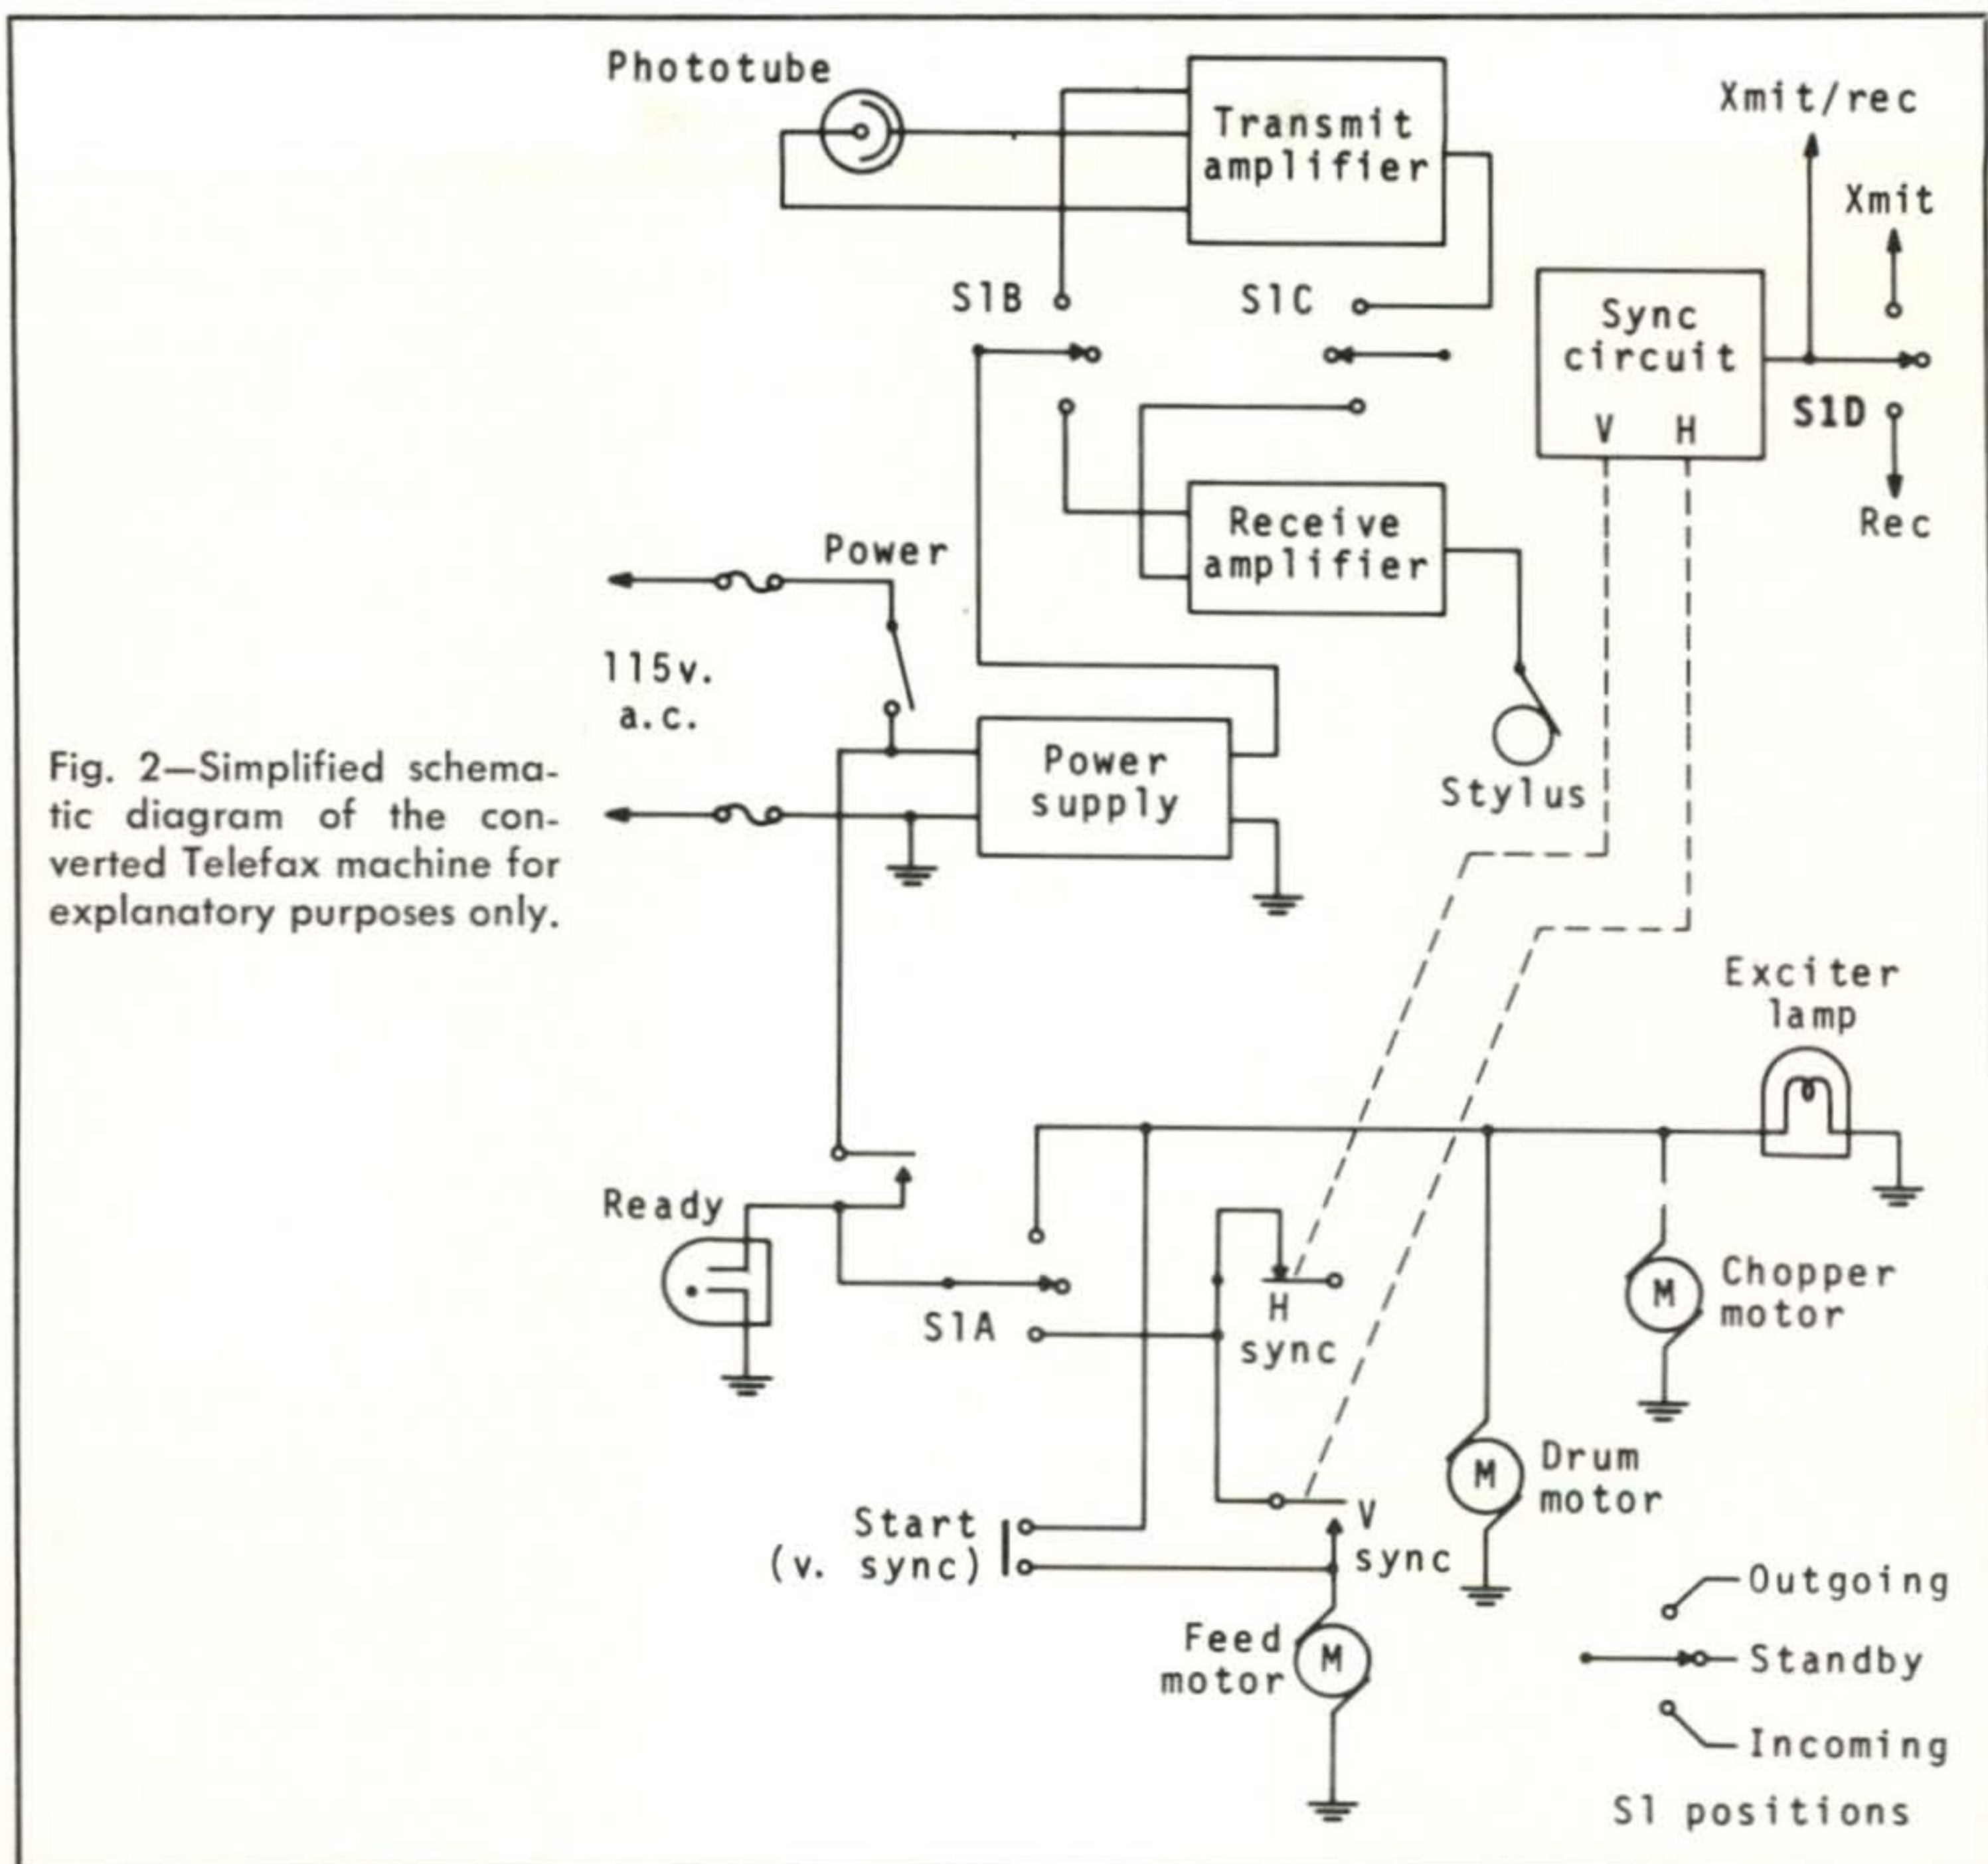 Phototube
Transmit
amplifier
Xmit/rec
Xmit
S1B
S1C
Sync
circuit
V H
S1D
Rec
Receive
amplifier
Power
115v.
a.c.
Power
supply
Stylus
Fig. 2—Simplified schema-
tic diagram of the con-
verted Telefax machine for
explanatory purposes only.
Exciter
lamp
Ready
S1A
H
sync
Chopper
motor
M
Drum
motor
M
Start
(v. sync)
V
sync
Feed
motor
M
Outgoing
Standby
Incoming
S1 positions